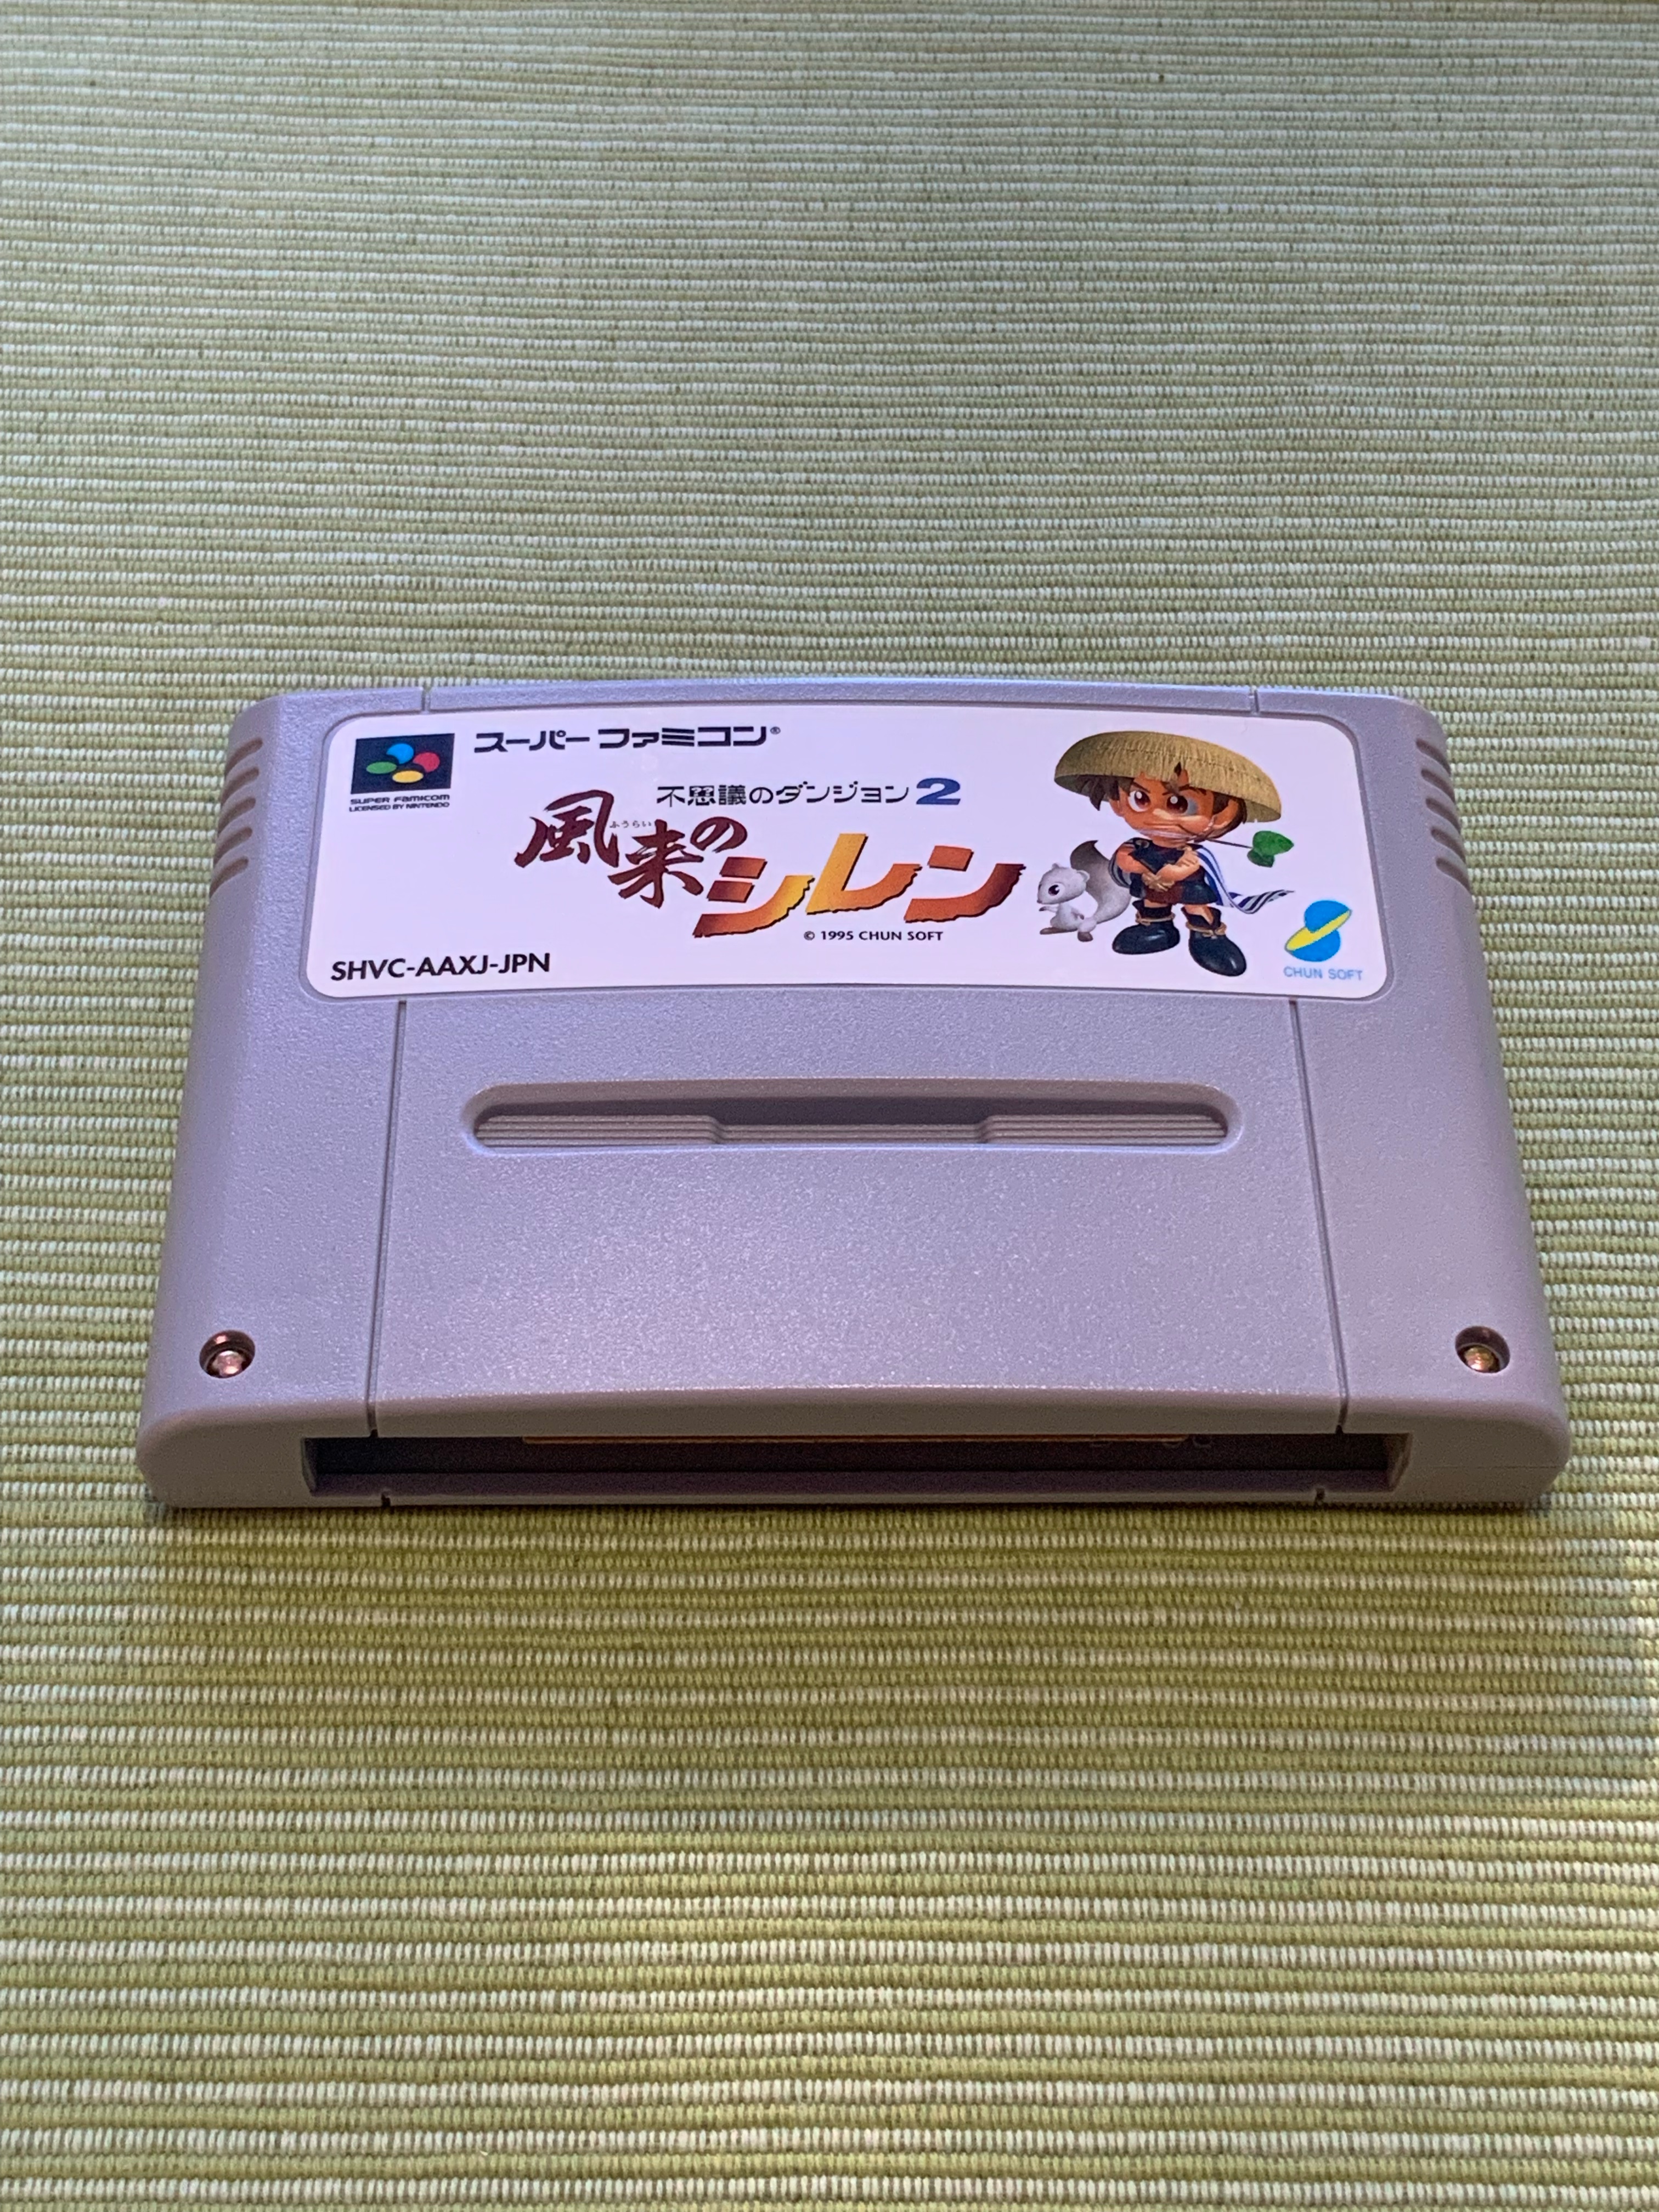 スーパーファミコン®
SUPER FAMICOM
LICENSED BY NINTENDO
不思議のダンジョン2
ふうらい
風来のシレン
© 1995 CHUN SOFT
SHVC-AAXJ-JPN
CHUN SOFT